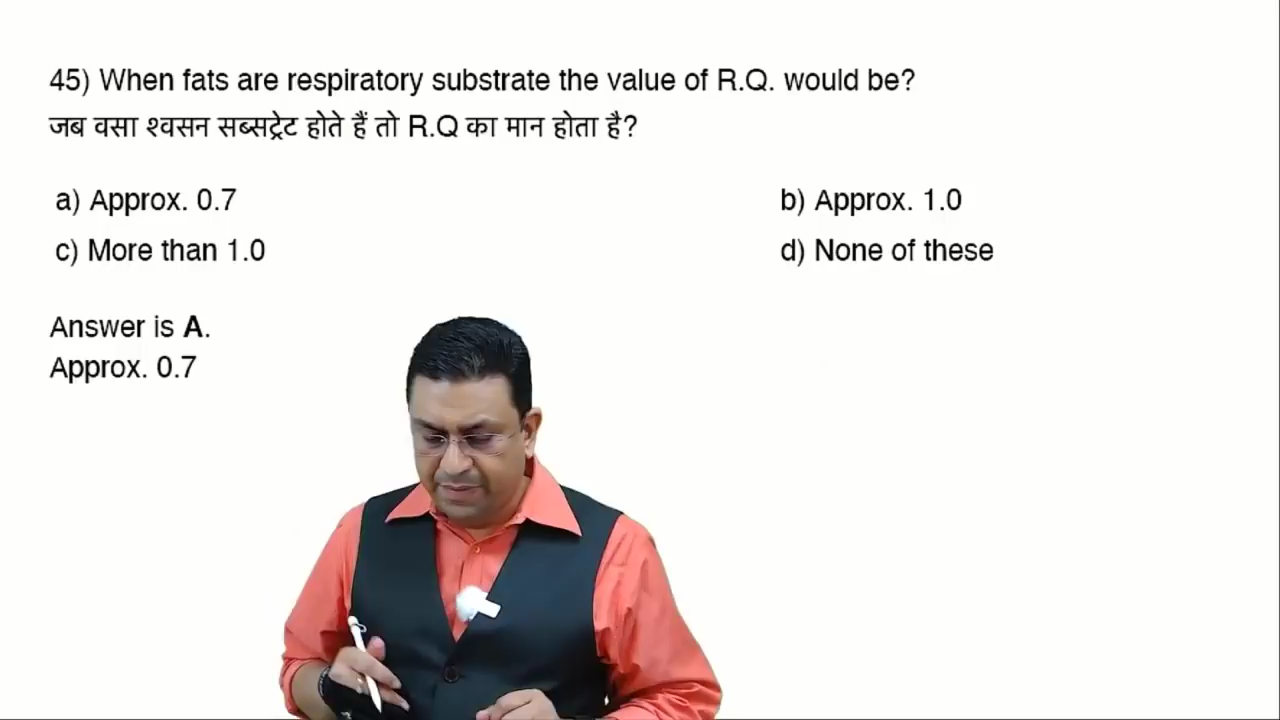 45) When fats are respiratory substrate the value of R.Q. would be?
जब वसा श्वसन सब्सट्रेट होते हैं तो R.Q का मान होता है?
a) Approx. 0.7
b) Approx. 1.0
c) More than 1.0
d) None of these
Answer is A.
Approx. 0.7